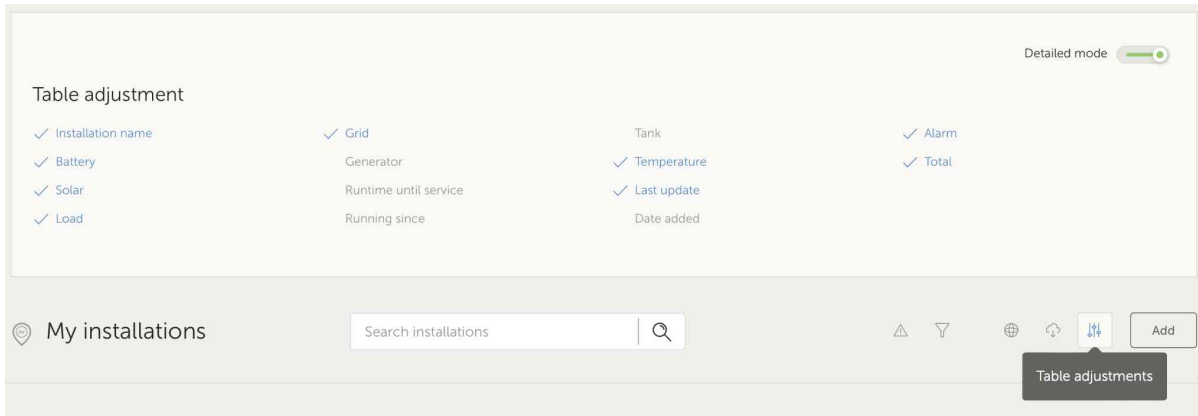 Detailed mode
Table adjustment
Installation name
Grid
Tank
Alarm
Battery
Generator
Temperature
Total
Solar
Runtime until service
Last update
Load
Running since
Date added
My installations
Search installations
Add
Table adjustments